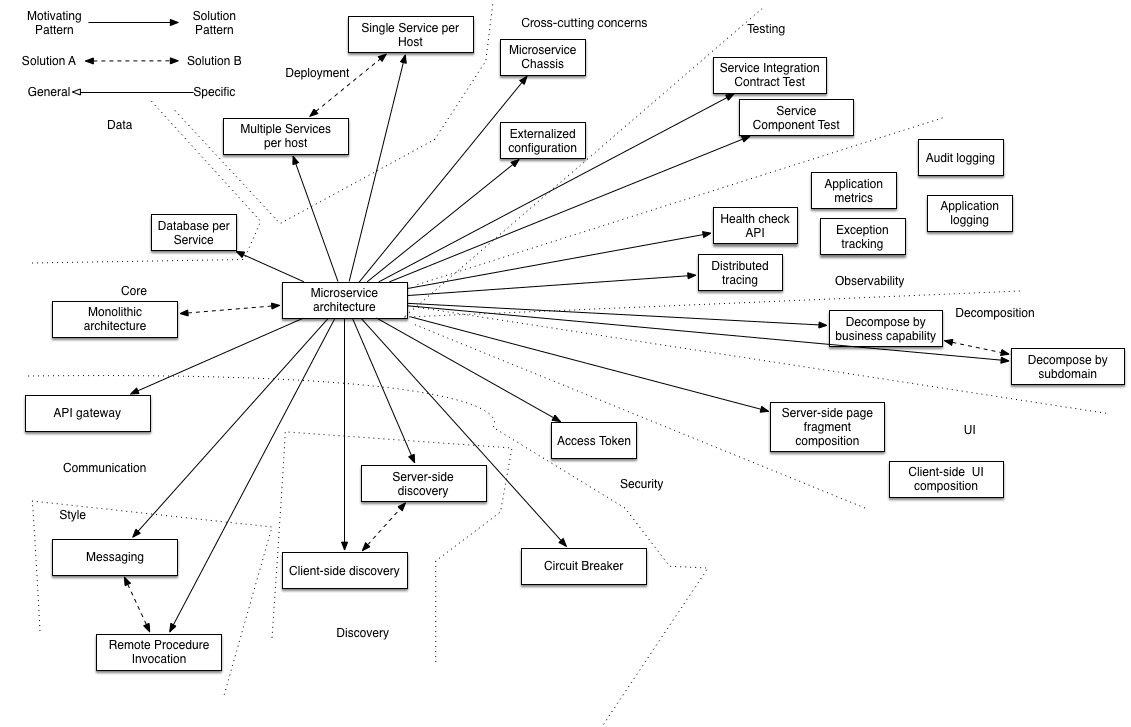 Motivating
Pattern
Solution
Pattern
Solution A
Solution B
General
Specific
Data
Deployment
Single Service per
Host
Multiple Services
per host
Cross-cutting concerns
Microservice
Chassis
Externalized
configuration
Testing
Service Integration
Contract Test
Service
Component Test
Audit logging
Application
metrics
Application
logging
Health check
API
Exception
tracking
Distributed
tracing
Observability
Database per
Service
Core
Monolithic
architecture
Microservice
architecture
Decomposition
Decompose by
business capability
Decompose by
subdomain
API gateway
Access Token
Server-side page
fragment
composition
UI
Client-side UI
composition
Communication
Server-side
discovery
Security
Style
Messaging
Client-side discovery
Circuit Breaker
Remote Procedure
Invocation
Discovery